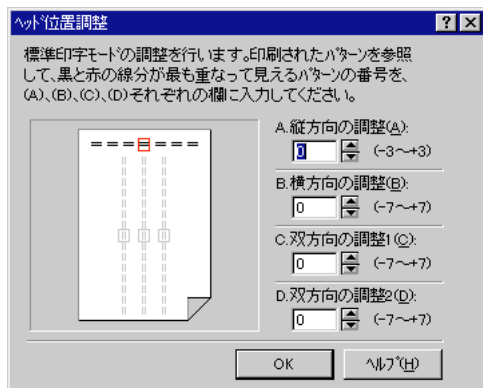 ﾍｯﾄﾞ位置調整
標準印字ﾓｰﾄﾞの調整を行います｡印刷されたﾊﾟﾀｰﾝを参照
して､黒と赤の線分が最も重なって見えるﾊﾟﾀｰﾝの番号を､
(A)､(B)､(C)､(D)それぞれの欄に入力してください｡
A.縦方向の調整(A):
0 (-3～+3)
B.横方向の調整(B):
0 (-7～+7)
C.双方向の調整1(C):
0 (-7～+7)
D.双方向の調整2(D):
0 (-7～+7)
OK ﾍﾙﾌﾟ(H)